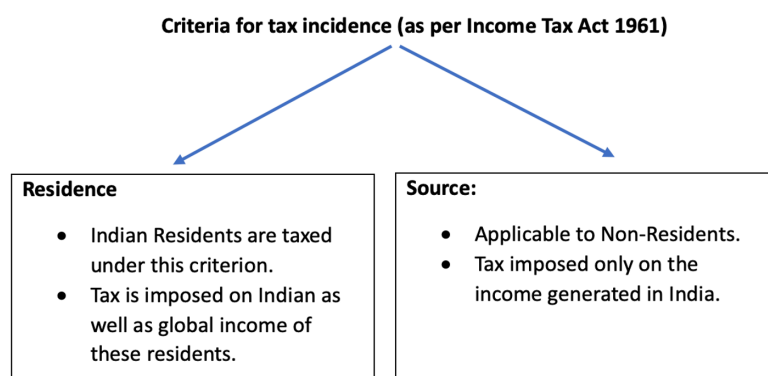 Criteria for tax incidence (as per Income Tax Act 1961)
Residence
• Indian Residents are taxed
under this criterion.
• Tax is imposed on Indian as
well as global income of
these residents.
Source:
• Applicable to Non-Residents.
• Tax imposed only on the
income generated in India.